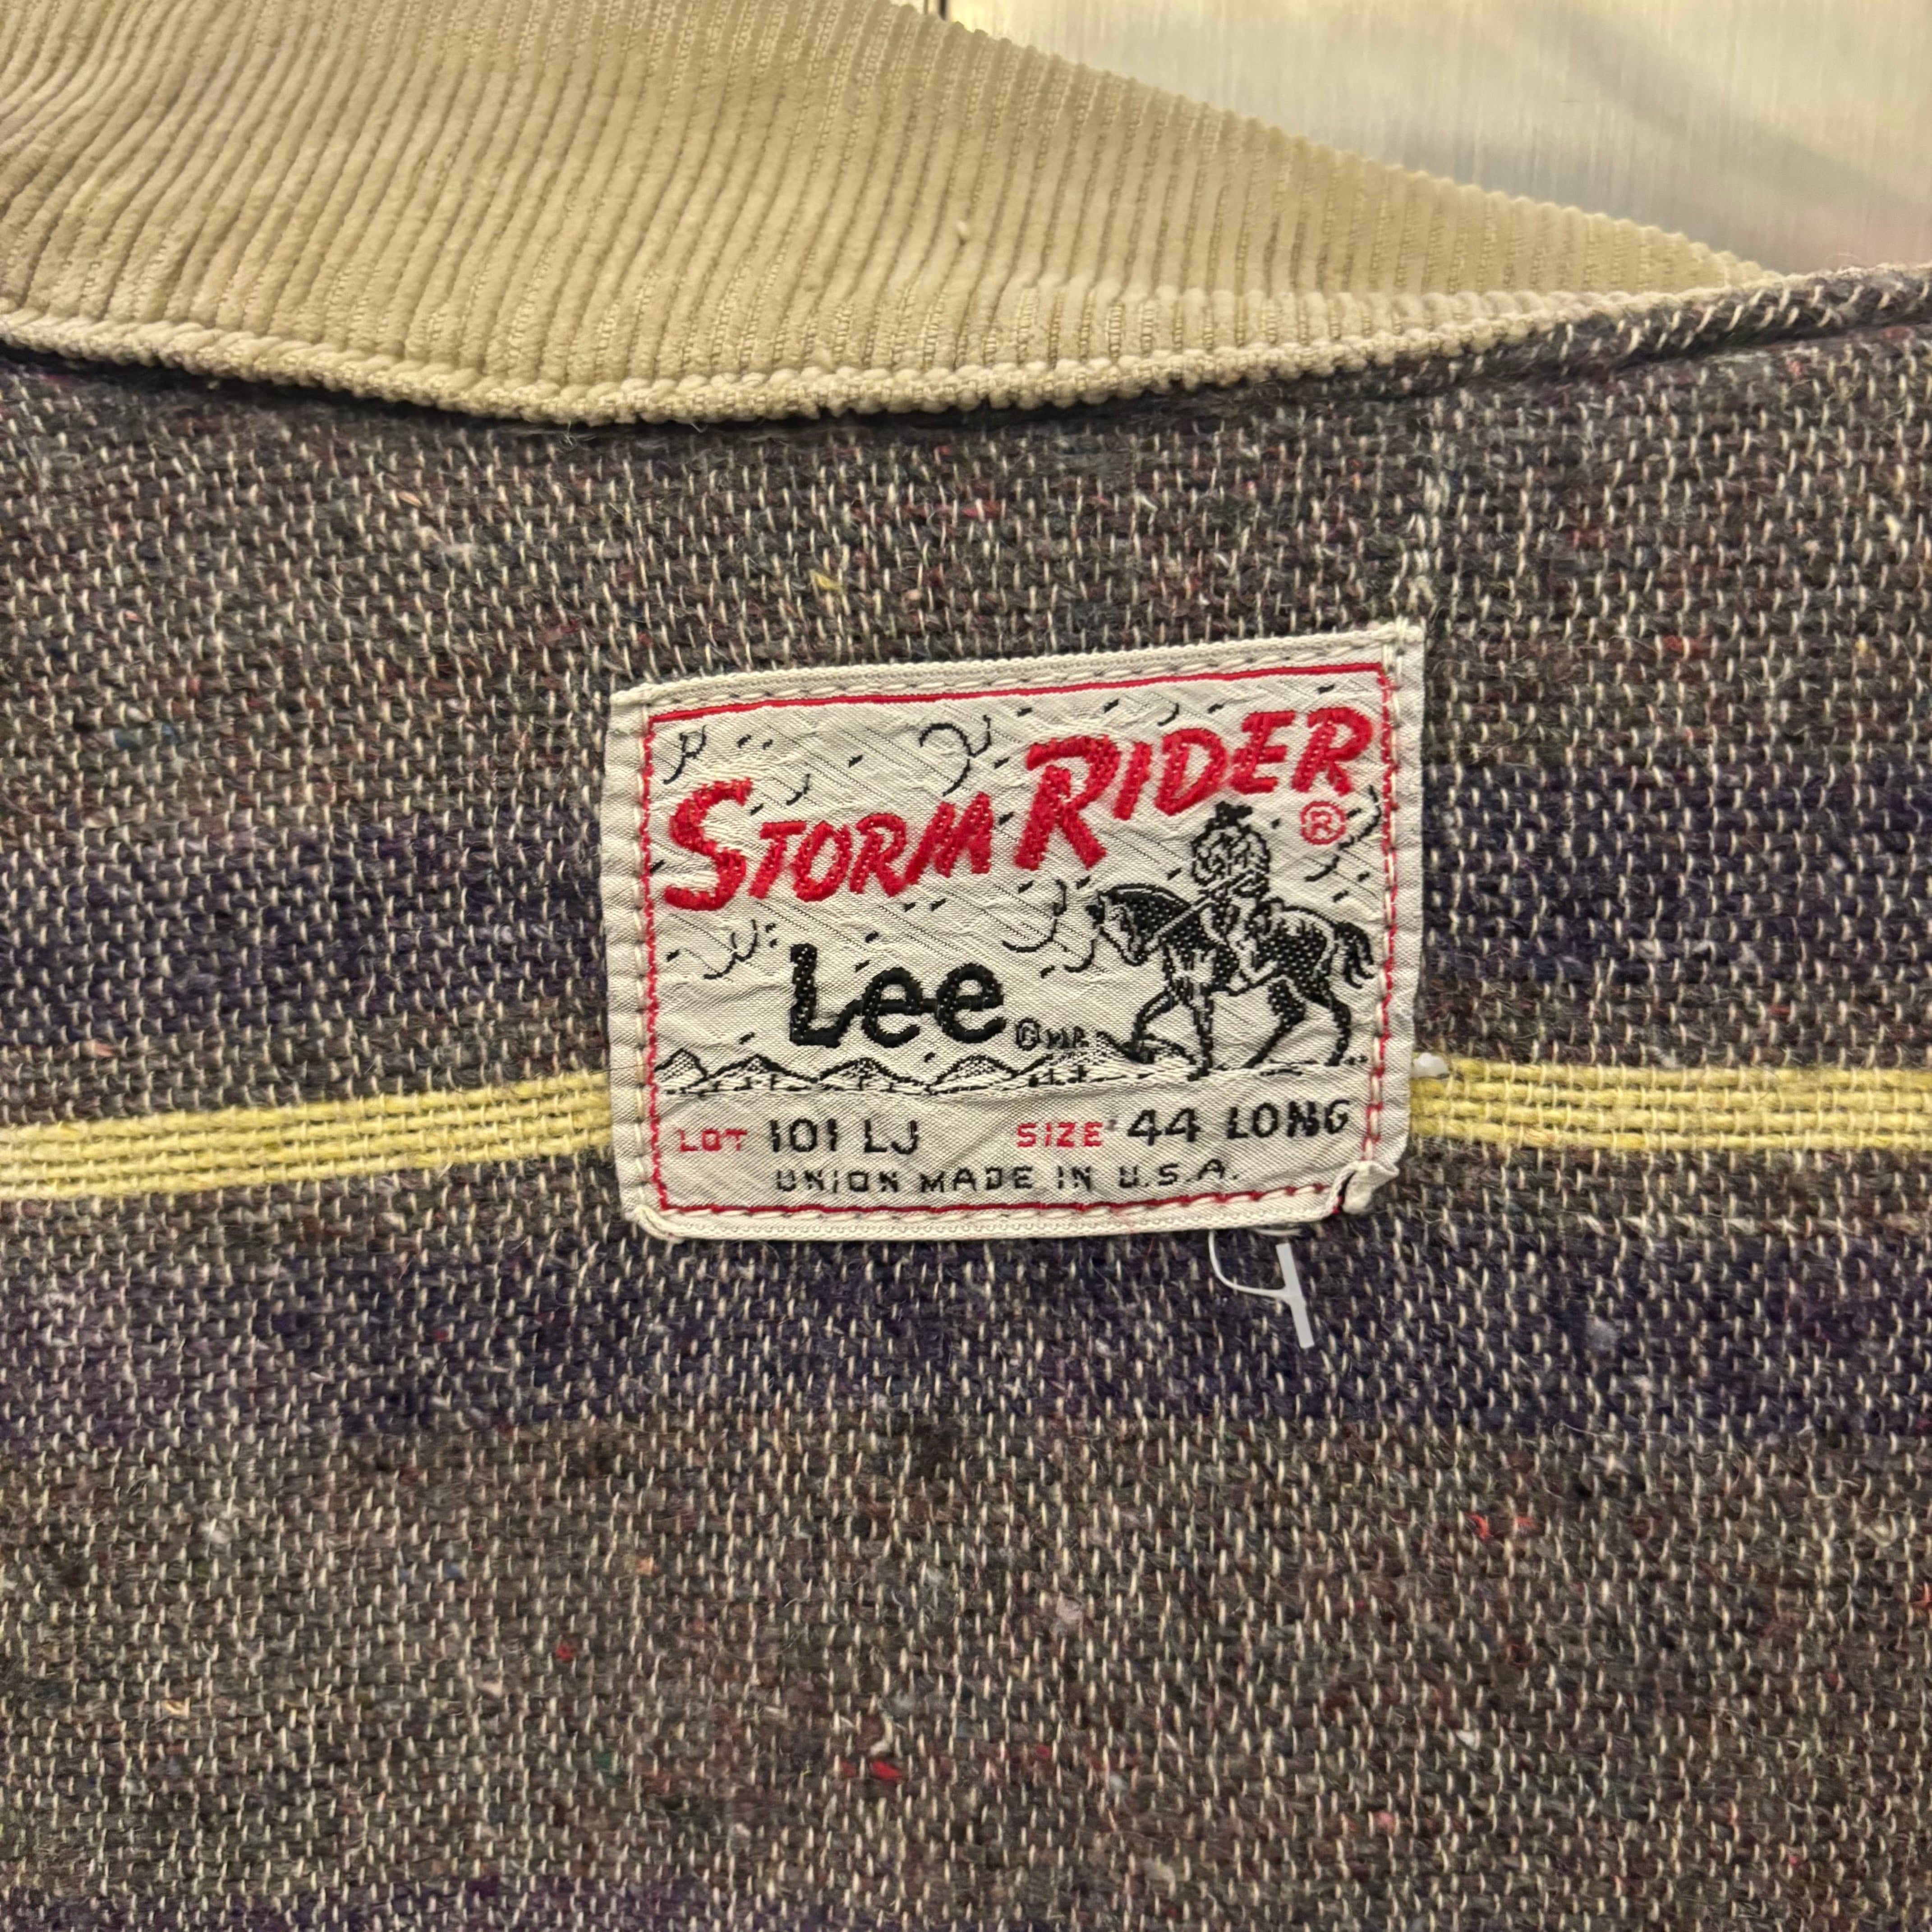 STORM RIDER ®
Lee ® M.R.
LOT 101 LJ SIZE 44 LONG
UNION MADE IN U.S.A.